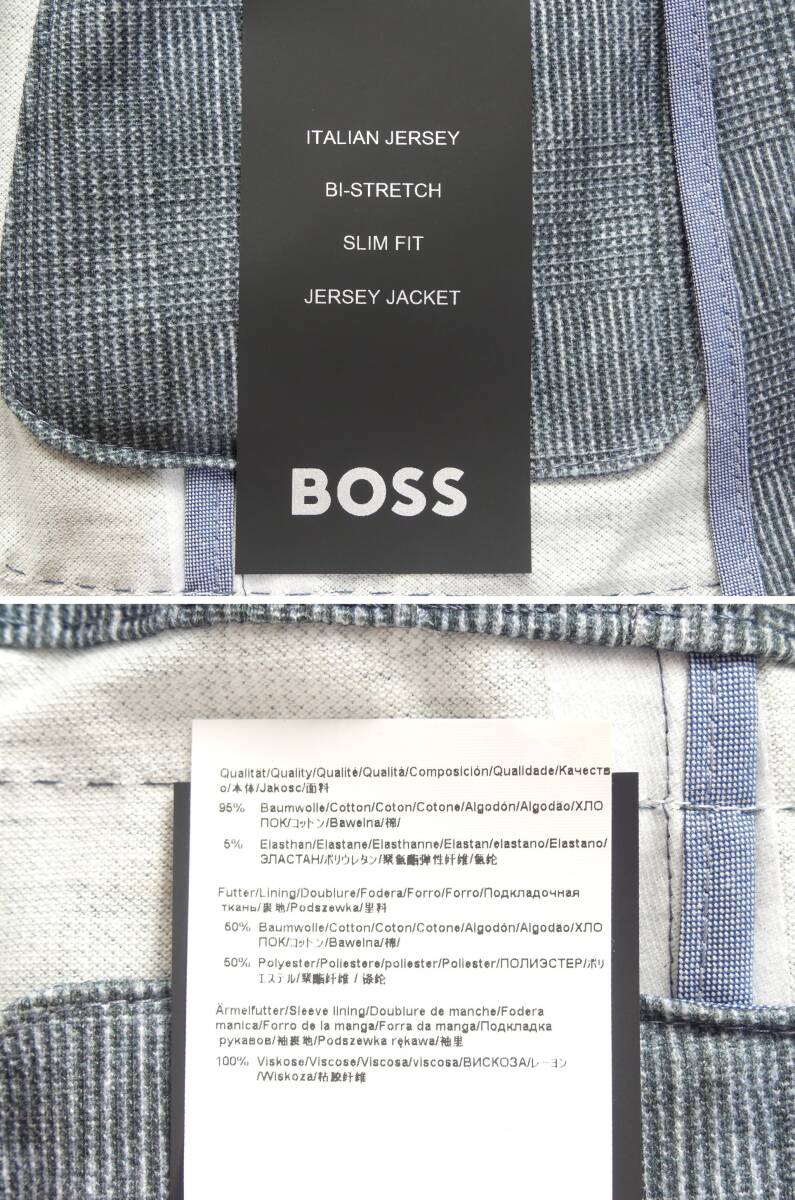 ITALIAN JERSEY
BI-STRETCH
SLIM FIT
JERSEY JACKET
BOSS
Qualität/Quality/Qualité/Qualità/Composición/Qualidade/Качеств
о/本体/Jakosc/面料
95% Baumwolle/Cotton/Coton/Cotone/Algodón/Algodão/ХЛО
ПОК/コットン/Bawełna/棉/
5% Elasthan/Elastane/Elasthanne/Elastan/elastano/Elastano/
ЭЛАСТАН/ポリウレタン/聚氨酯弹性纤维/氨纶
Futter/Lining/Doublure/Fodera/Forro/Forro/Подкладочная
ткань/裏地/Podszewka/里料
50% Baumwolle/Cotton/Coton/Cotone/Algodón/Algodão/ХЛО
ПОК/コットン/Bawełna/棉/
50% Polyester/Poliestere/poliester/Poliester/ПОЛИЭСТЕР/ポリ
エステル/聚酯纤维 / 涤纶
Ärmelfutter/Sleeve lining/Doublure de manche/Fodera
manica/Forro de la manga/Forra da manga/Подкладка
рукавов/袖裏地/Podszewka rękawa/袖里
100% Viskose/Viscose/Viscosa/viscosa/ВИСКОЗА/レーヨン
/Wiskoza/粘胶纤维